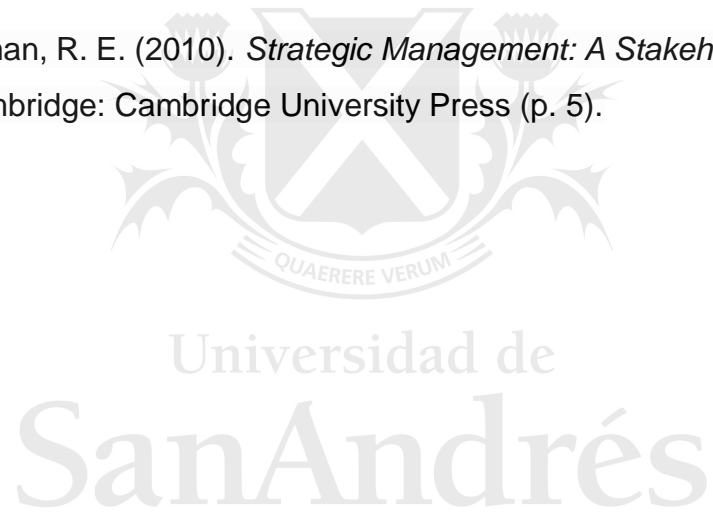 nan, R. E. (2010). Strategic Management: A Stakeh
nbridge: Cambridge University Press (p. 5).
QUAERERE VERUM
Universidad de
SanAndrés